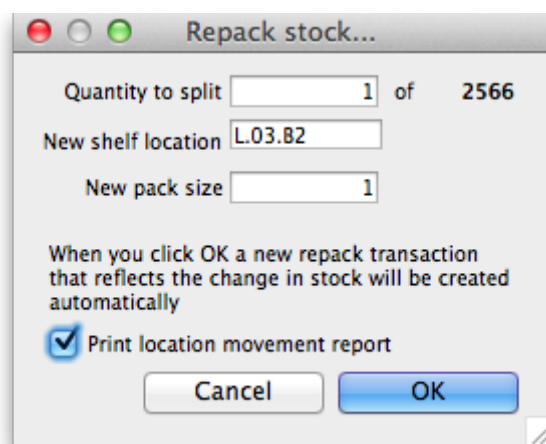 Repack stock...
Quantity to split 1 of 2566
New shelf location L.03.B2
New pack size 1
When you click OK a new repack transaction
that reflects the change in stock will be created
automatically
Print location movement report
Cancel OK